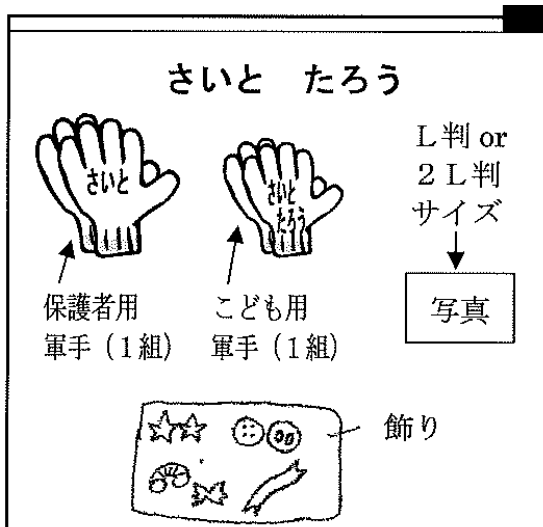 さいと たろう
さいと
さいと
たろう
L判 or
2L判
サイズ
保護者用
軍手(1組)
こども用
軍手(1組)
写真
飾り